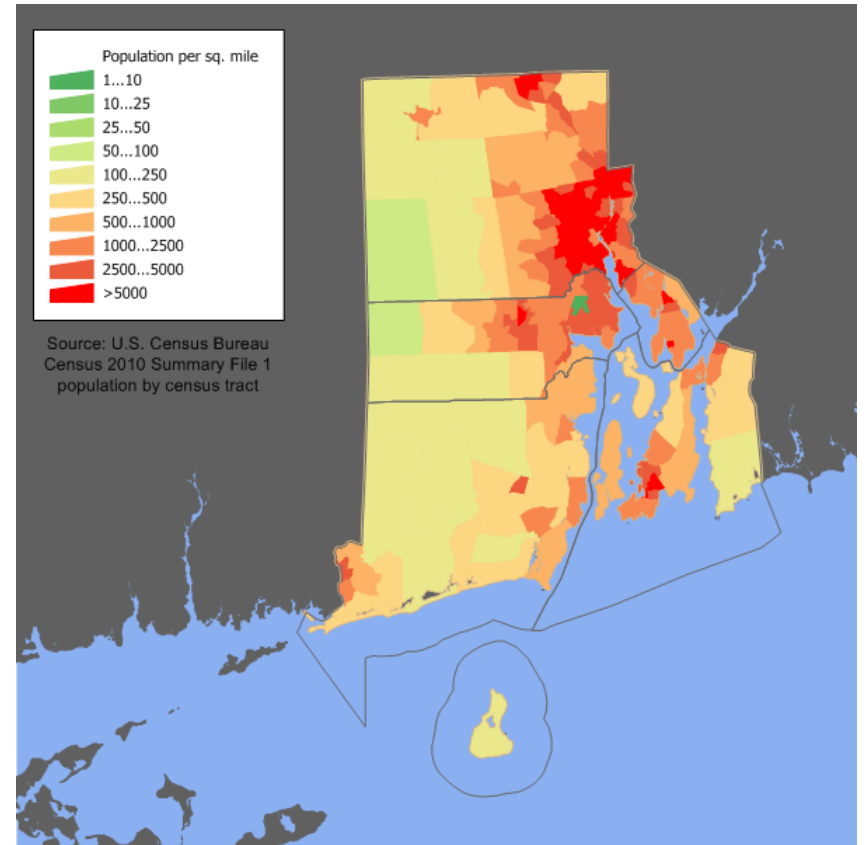 Population per sq. mile
1...10
10...25
25...50
50...100
100...250
250...500
500...1000
1000...2500
2500...5000
>5000
Source: U.S. Census Bureau
Census 2010 Summary File 1
population by census tract